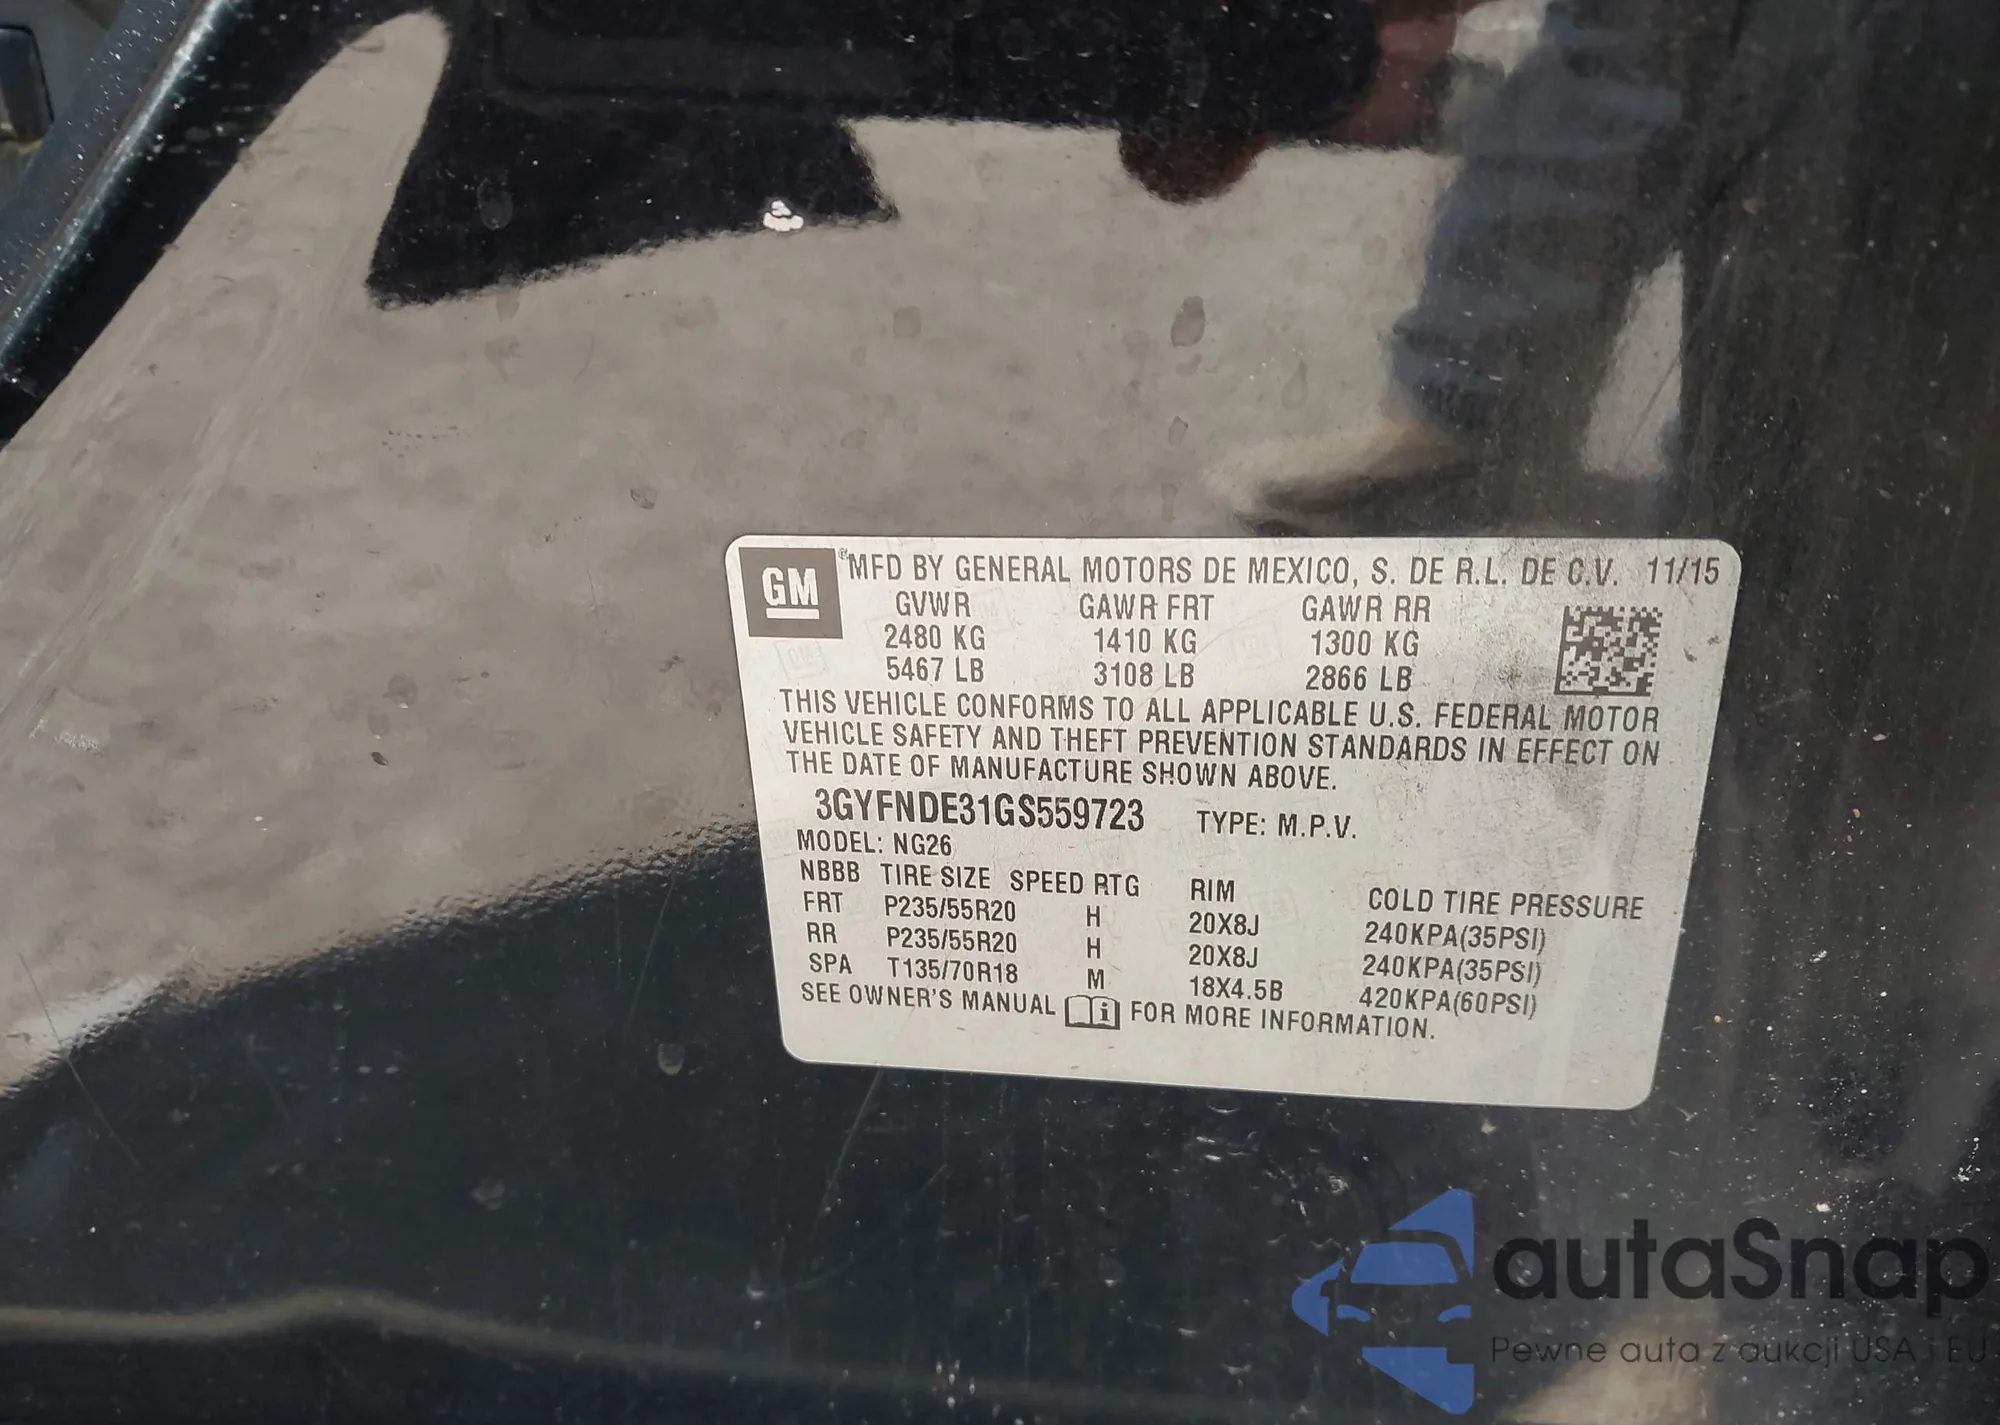 GM
®MFD BY GENERAL MOTORS DE MEXICO, S. DE R.L. DE C.V. 11/15
GVWR GAWR FRT GAWR RR
2480 KG 1410 KG 1300 KG
5467 LB 3108 LB 2866 LB
THIS VEHICLE CONFORMS TO ALL APPLICABLE U.S. FEDERAL MOTOR
VEHICLE SAFETY AND THEFT PREVENTION STANDARDS IN EFFECT ON
THE DATE OF MANUFACTURE SHOWN ABOVE.
3GYFNDE31GS559723 TYPE: M.P.V.
MODEL: NG26
NBBB TIRE SIZE SPEED RTG RIM COLD TIRE PRESSURE
FRT P235/55R20 H 20X8J 240KPA(35PSI)
RR P235/55R20 H 20X8J 240KPA(35PSI)
SPA T135/70R18 M 18X4.5B 420KPA(60PSI)
SEE OWNER'S MANUAL i FOR MORE INFORMATION.
autaSnap
Pewne auta z aukcji USA i EU